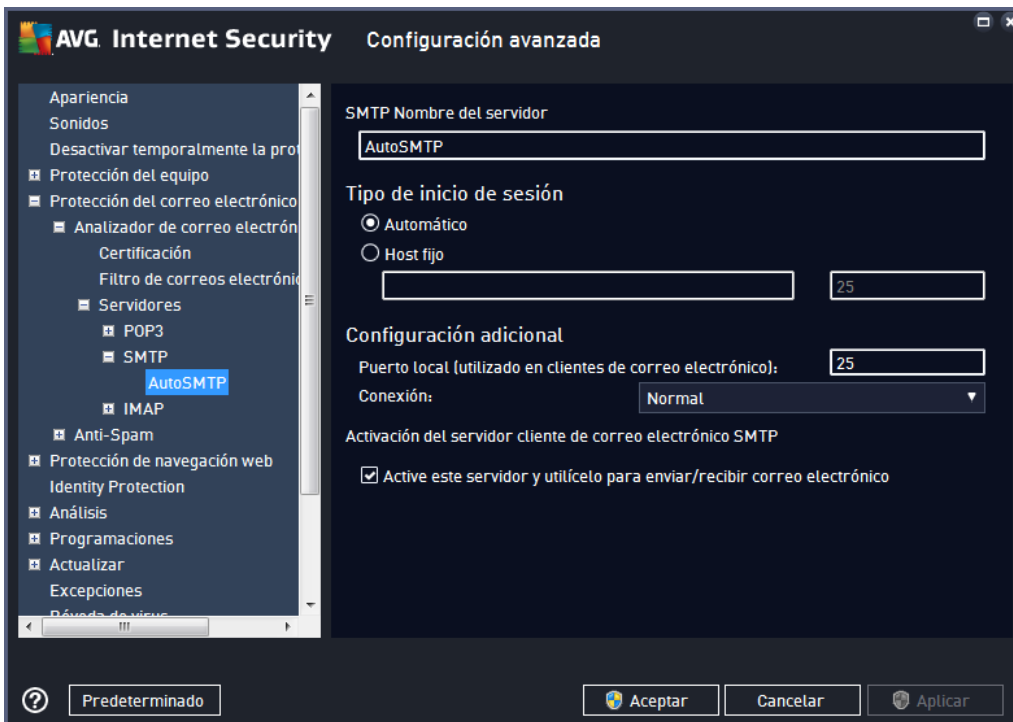 AVG. Internet Security Configuración avanzada
Apariencia
Sonidos
Desactivar temporalmente la prot
Protección del equipo
Protección del correo electrónico
Analizador de correo electrón
Certificación
Filtro de correos electrónic
Servidores
POP3
SMTP
AutoSMTP
IMAP
Anti-Spam
Protección de navegación web
Identity Protection
Análisis
Programaciones
Actualizar
Excepciones
Bóveda de virus
SMTP Nombre del servidor
AutoSMTP
Tipo de inicio de sesión
Automático
Host fijo
25
Configuración adicional
Puerto local (utilizado en clientes de correo electrónico): 25
Conexión: Normal
Activación del servidor cliente de correo electrónico SMTP
Active este servidor y utilícelo para enviar/recibir correo electrónico
? Predeterminado Aceptar Cancelar Aplicar